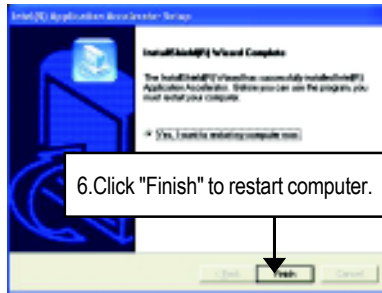 Intel(R) Application Accelerator Setup
InstallShield(R) Wizard Complete
The InstallShield(R) Wizard has successfully installed Intel(R)
Application Accelerator. Before you can use the program, you
must restart your computer.
Yes, I want to restart my computer now.
6.Click "Finish" to restart computer.
< Back
Finish
Cancel